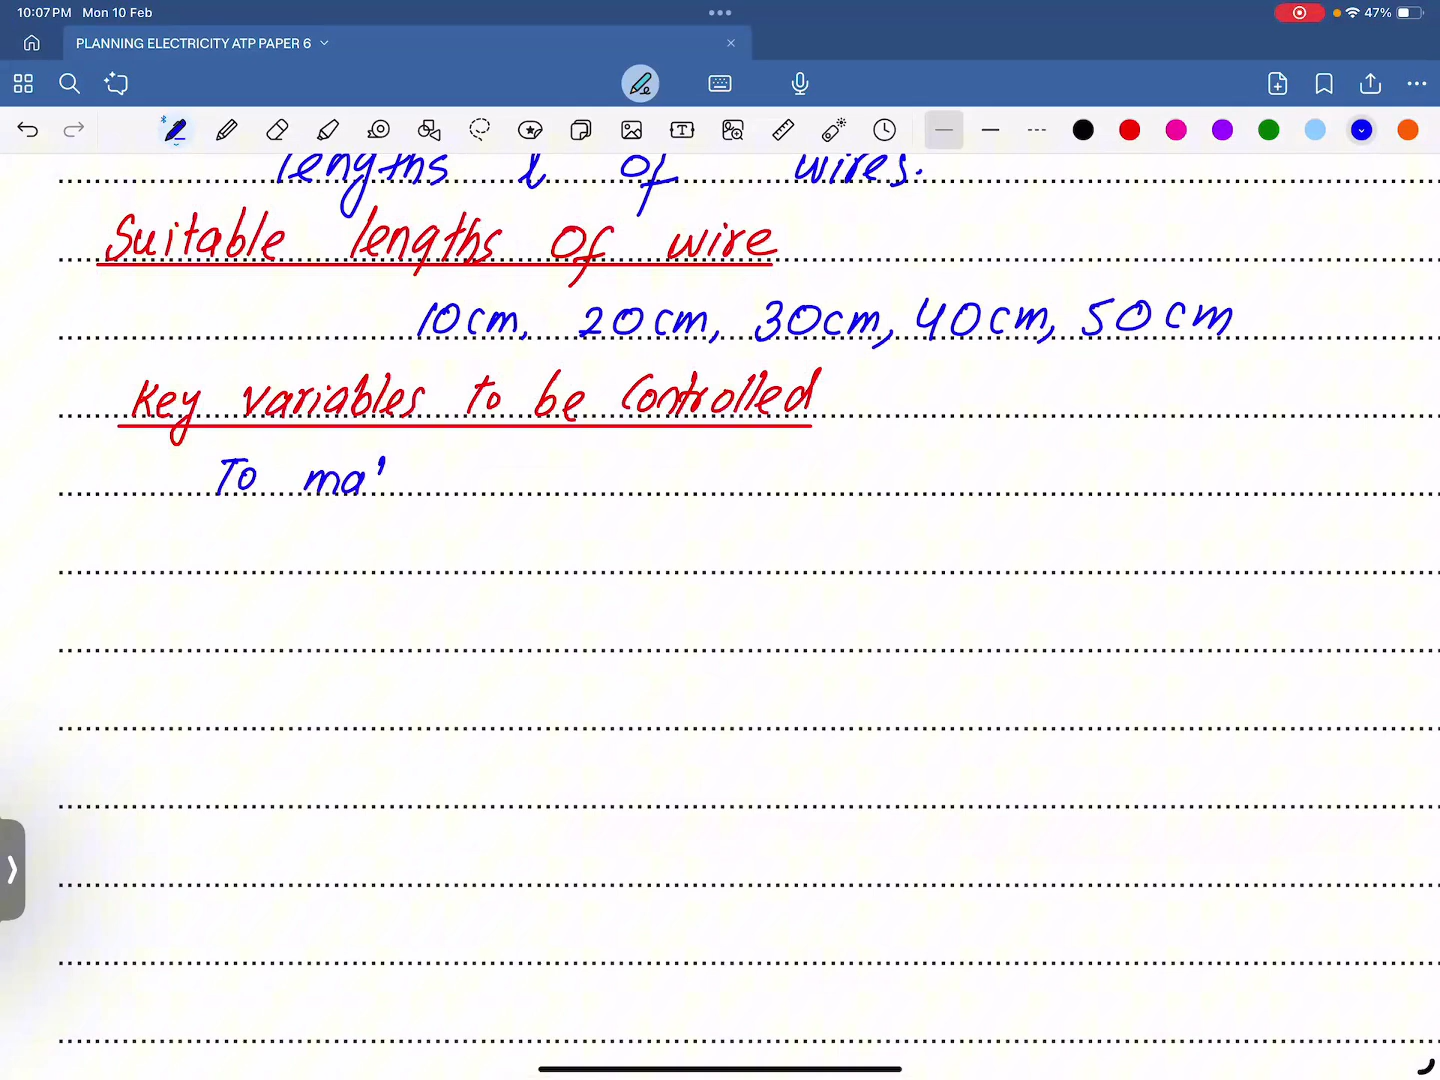 10:07 PM Mon 10 Feb 47%
PLANNING ELECTRICITY ATP PAPER 6
lengths l of wires.
Suitable lengths of wire
10cm, 20cm, 30cm, 40cm, 50cm
Key variables to be controlled
To ma